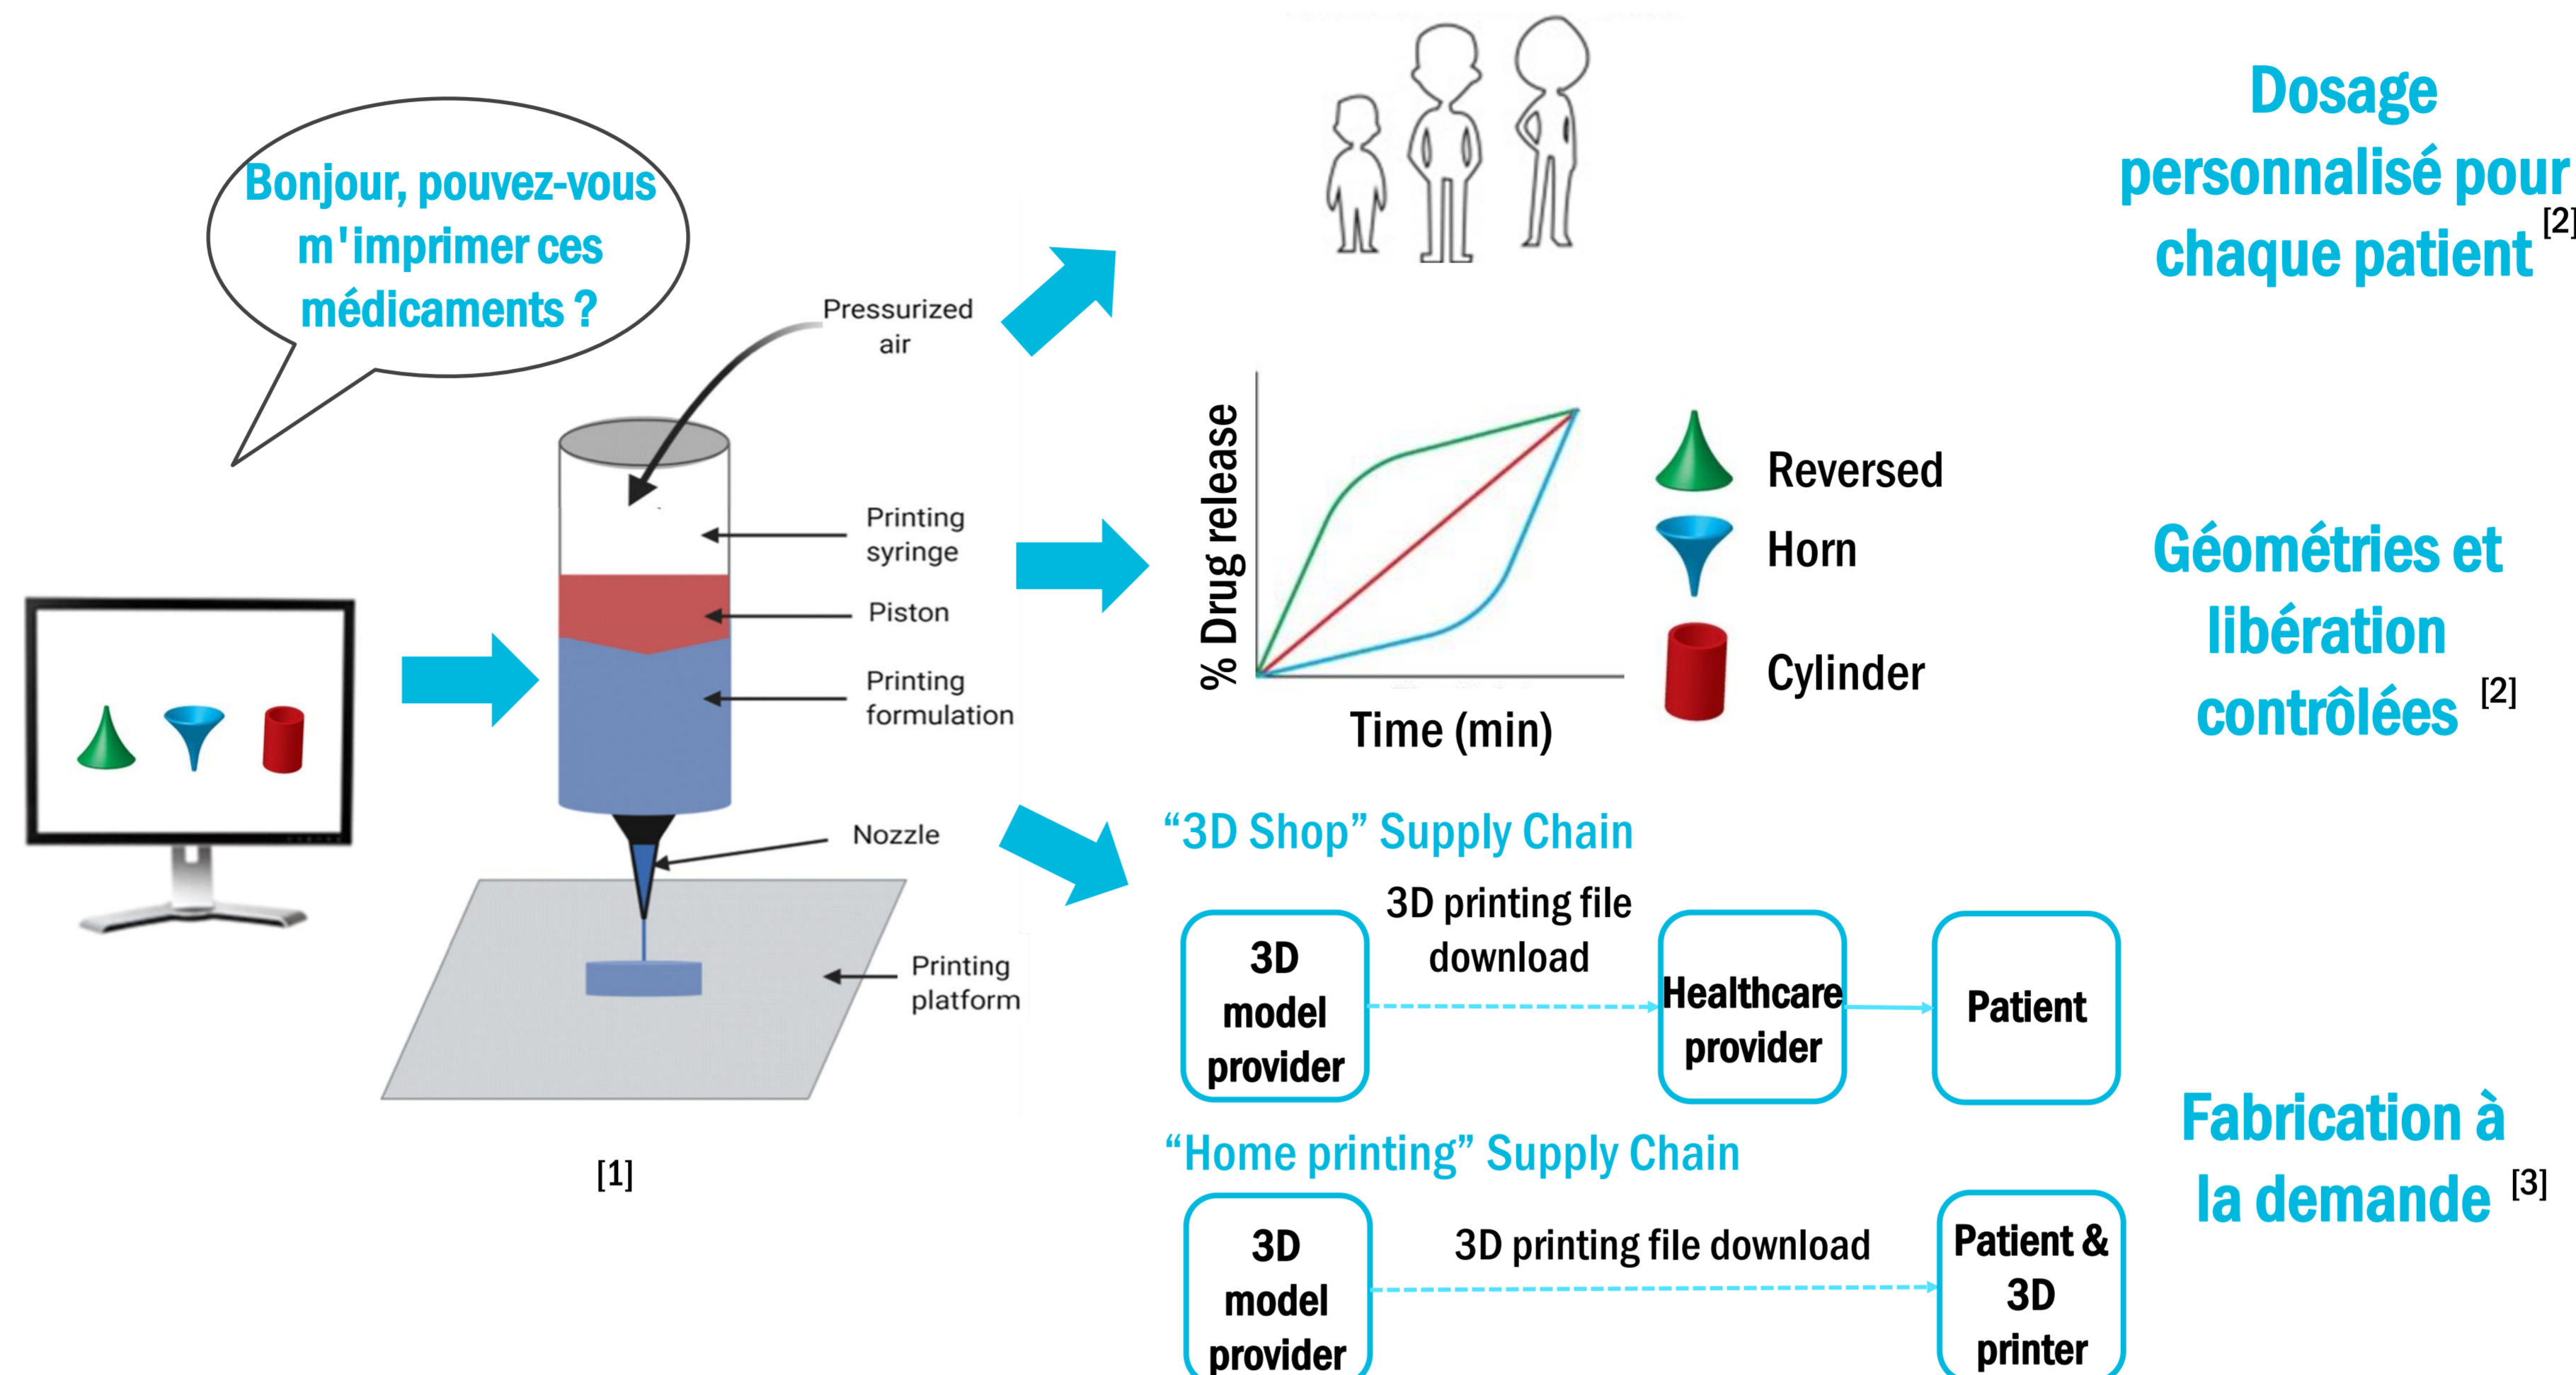 Bonjour, pouvez-vous
m'imprimer ces
médicaments ?
Pressurized
air
Printing
syringe
Piston
Printing
formulation
Nozzle
Printing
platform
[1]
Dosage
personnalisé pour
chaque patient [2]
% Drug release
Time (min)
Reversed
Horn
Cylinder
Géométries et
libération
contrôlées [2]
“3D Shop” Supply Chain
3D
model
provider
3D printing file
download
Healthcare
provider
Patient
“Home printing” Supply Chain
3D
model
provider
3D printing file download
Patient &
3D
printer
Fabrication à
la demande [3]